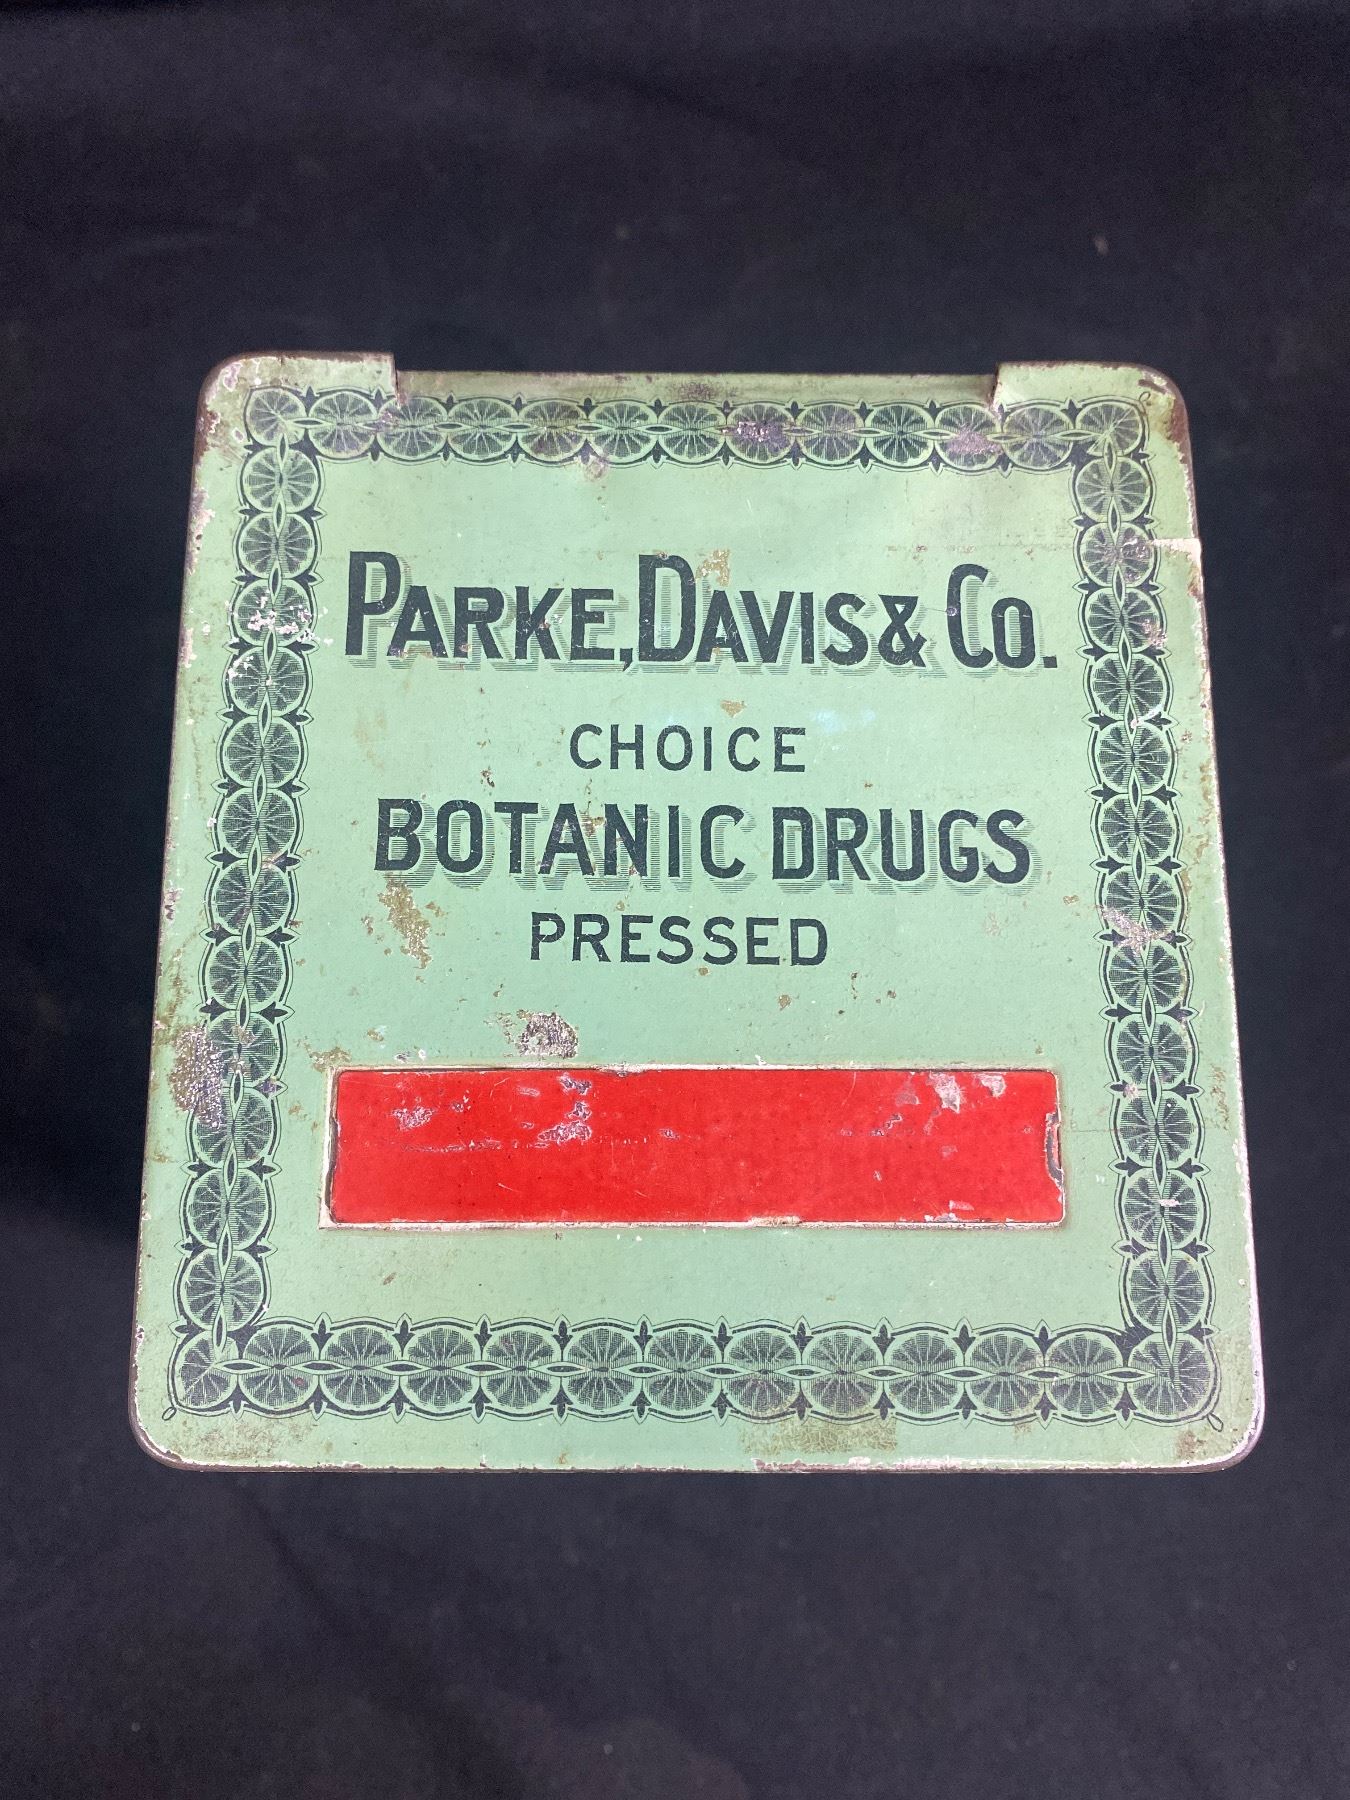 PARKE, DAVIS & CO.
CHOICE
BOTANIC DRUGS
PRESSED